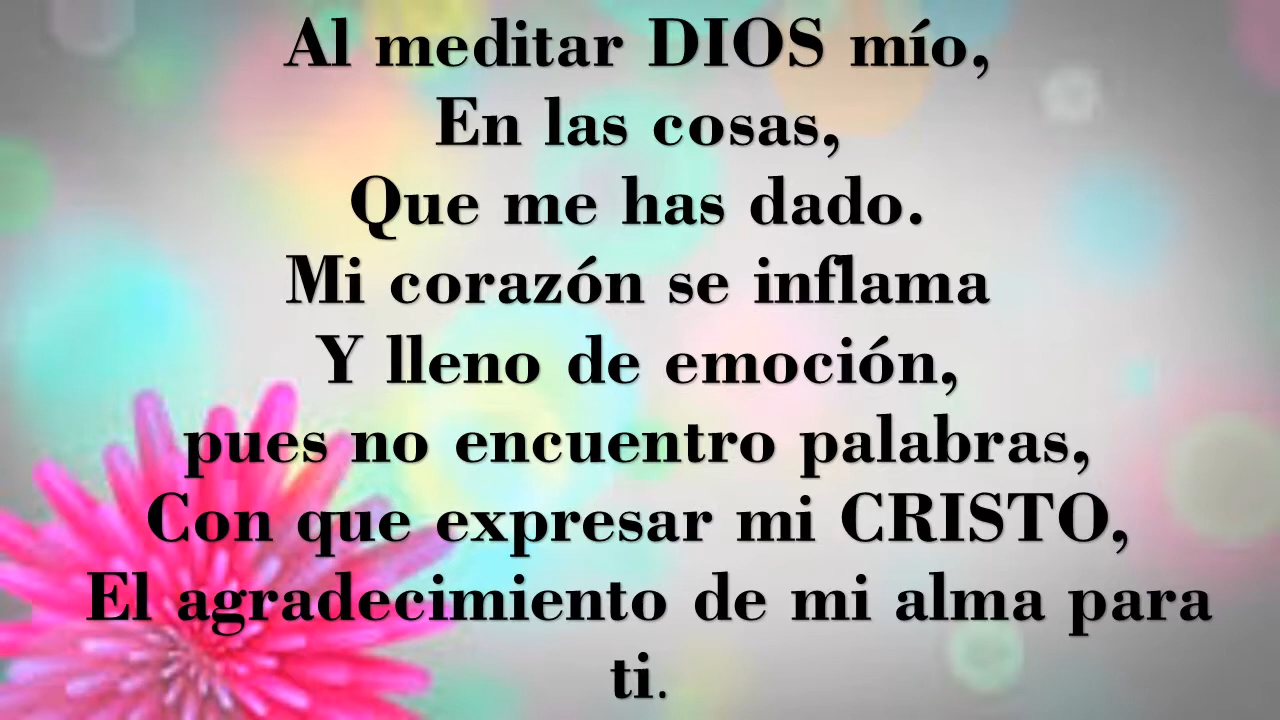 Al meditar DIOS mío,
En las cosas,
Que me has dado.
Mi corazón se inflama
Y lleno de emoción,
pues no encuentro palabras,
Con que expresar mi CRISTO,
El agradecimiento de mi alma para
ti.